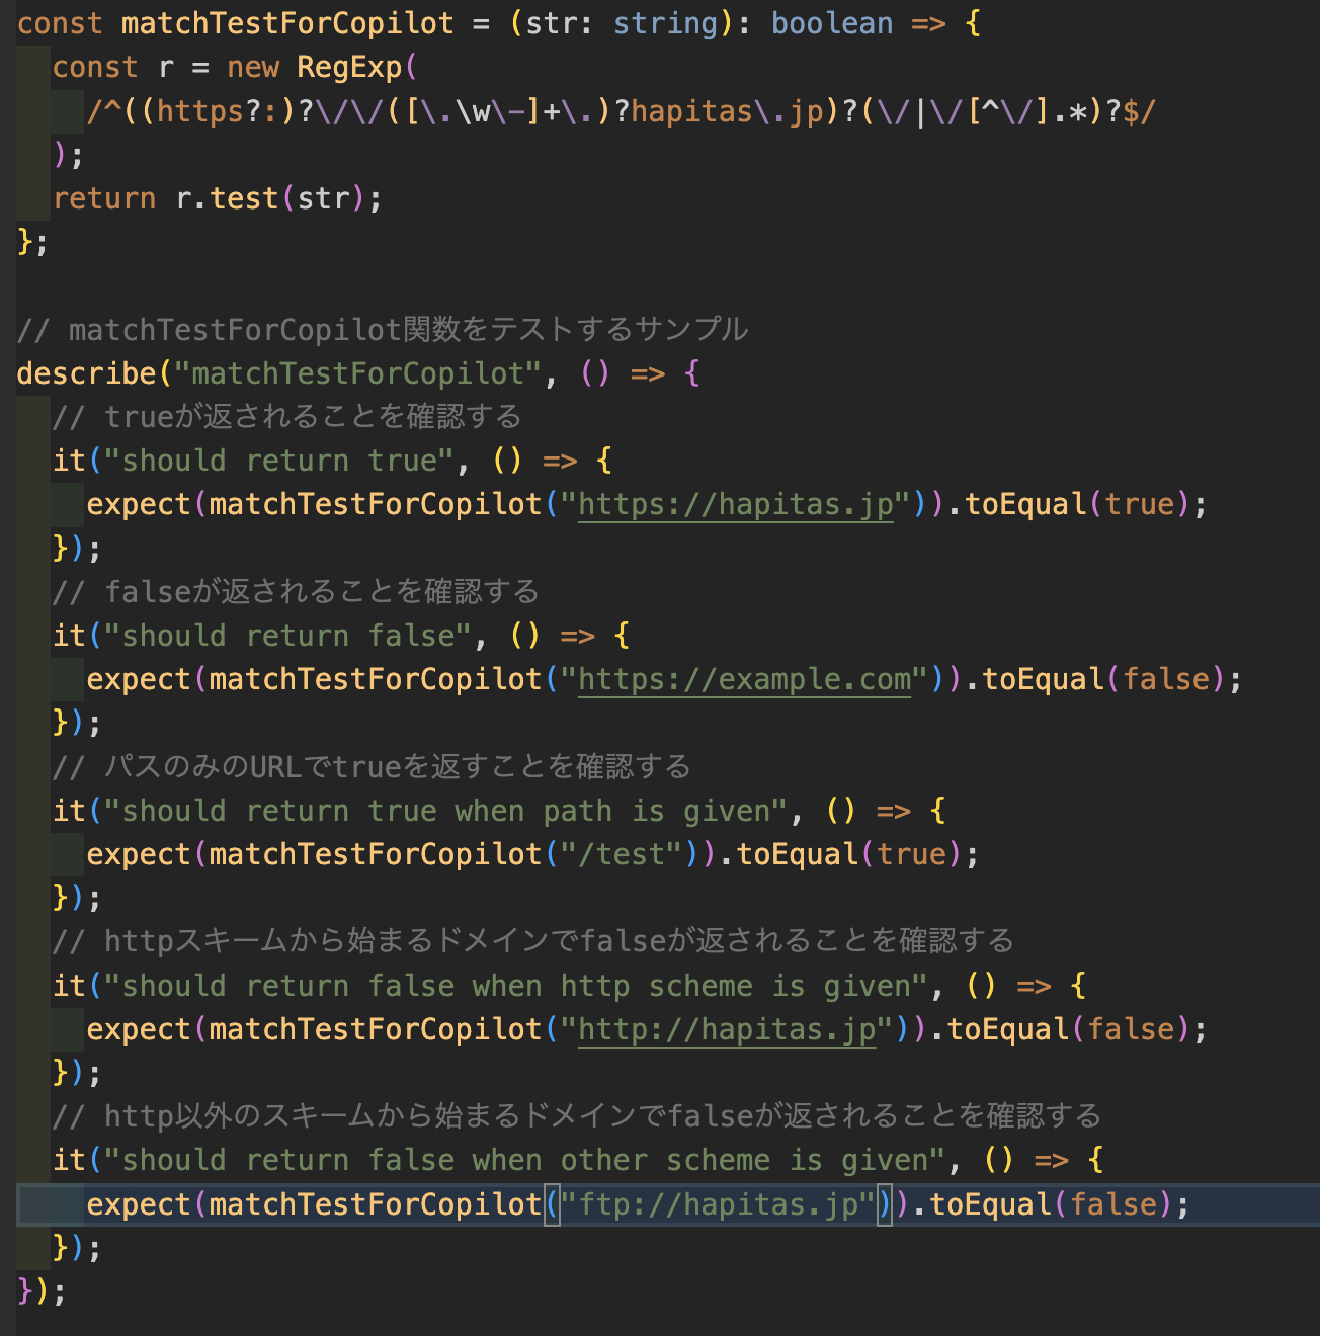 const matchTestForCopilot = (str: string): boolean => {
  const r = new RegExp(
    /^((https?:)?\/\/([\.\w\-]+\.)?hapitas\.jp)?(\/|\/[^\/].*)?$/
  );
  return r.test(str);
};

// matchTestForCopilot関数をテストするサンプル
describe("matchTestForCopilot", () => {
  // trueが返されることを確認する
  it("should return true", () => {
    expect(matchTestForCopilot("https://hapitas.jp")).toEqual(true);
  });
  // falseが返されることを確認する
  it("should return false", () => {
    expect(matchTestForCopilot("https://example.com")).toEqual(false);
  });
  // パスのみのURLでtrueを返すことを確認する
  it("should return true when path is given", () => {
    expect(matchTestForCopilot("/test")).toEqual(true);
  });
  // httpスキームから始まるドメインでfalseが返されることを確認する
  it("should return false when http scheme is given", () => {
    expect(matchTestForCopilot("http://hapitas.jp")).toEqual(false);
  });
  // http以外のスキームから始まるドメインでfalseが返されることを確認する
  it("should return false when other scheme is given", () => {
    expect(matchTestForCopilot("ftp://hapitas.jp")).toEqual(false);
  });
});